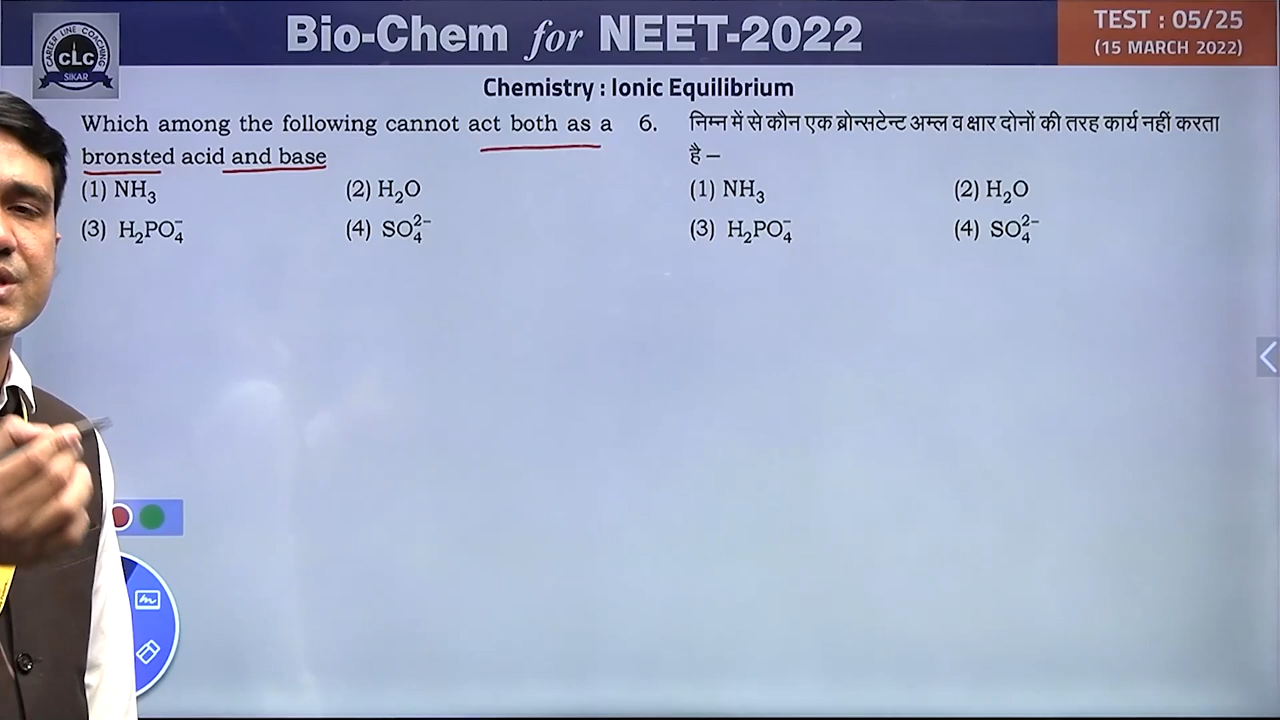 CAREER LINE COACHING
CLC
SIKAR
Bio-Chem for NEET-2022
TEST : 05/25
(15 MARCH 2022)
Chemistry : Ionic Equilibrium
Which among the following cannot act both as a
bronsted acid and base
(1) NH₃ (2) H₂O
(3) H₂PO₄⁻ (4) SO₄²⁻
6. निम्न में से कौन एक ब्रोन्सटेन्ट अम्ल व क्षार दोनों की तरह कार्य नहीं करता
है –
(1) NH₃ (2) H₂O
(3) H₂PO₄⁻ (4) SO₄²⁻